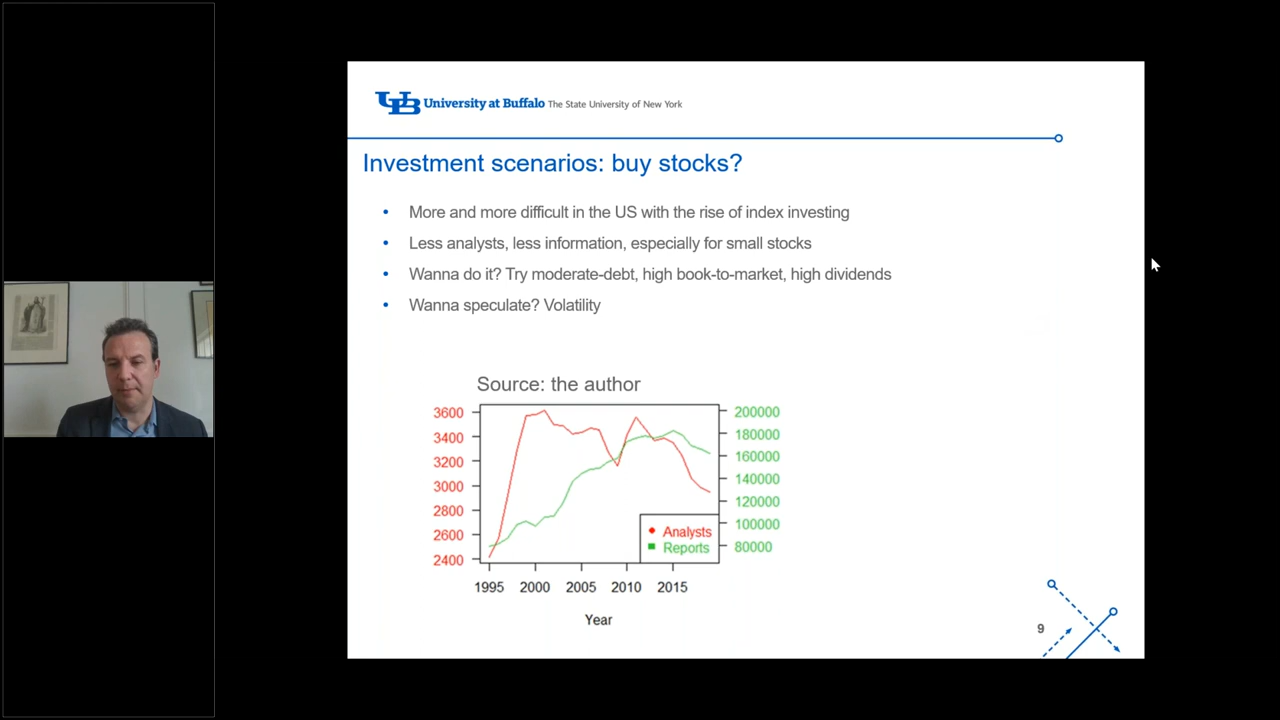 UB University at Buffalo The State University of New York
Investment scenarios: buy stocks?
• More and more difficult in the US with the rise of index investing
• Less analysts, less information, especially for small stocks
• Wanna do it? Try moderate-debt, high book-to-market, high dividends
• Wanna speculate? Volatility
Source: the author
3600 200000
3400 180000
3200 160000
3000 140000
2800 120000
2600 100000
2400 80000
Analysts
Reports
1995 2000 2005 2010 2015
Year
9